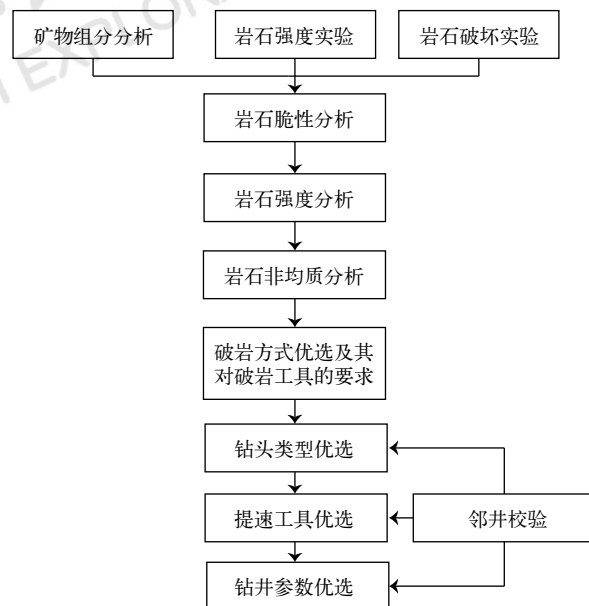 矿物组分分析
岩石强度实验
岩石破坏实验
岩石脆性分析
岩石强度分析
岩石非均质分析
破岩方式优选及其
对破岩工具的要求
钻头类型优选
提速工具优选
邻井校验
钻井参数优选